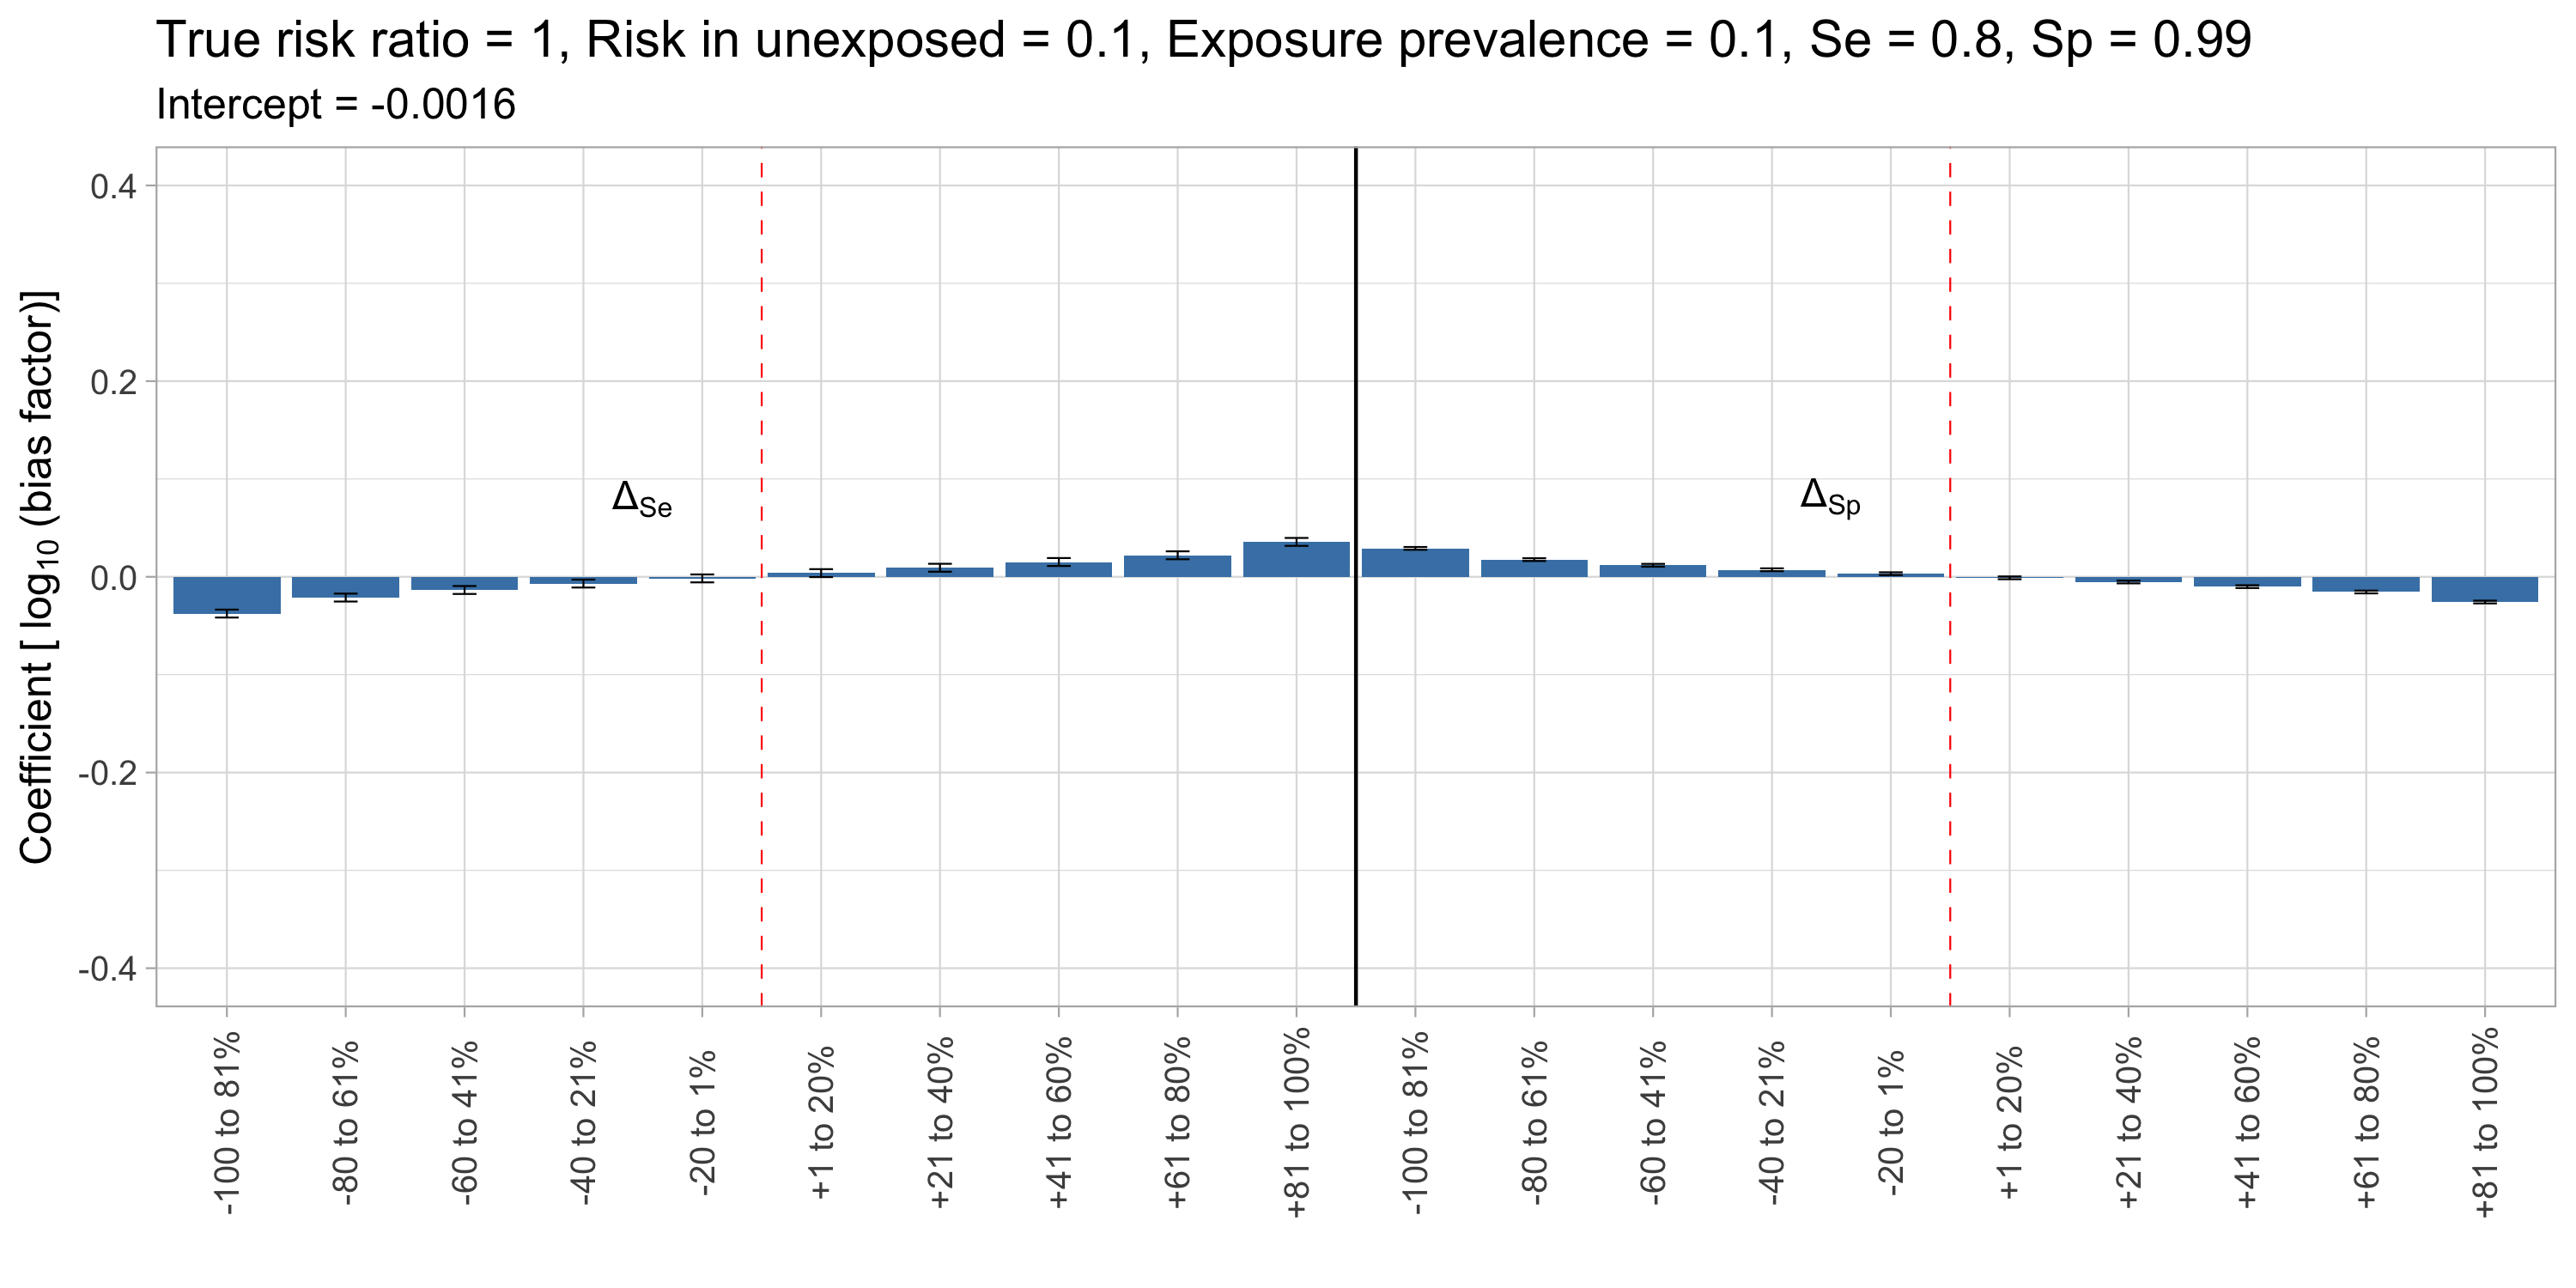 True risk ratio = 1, Risk in unexposed = 0.1, Exposure prevalence = 0.1, Se = 0.8, Sp = 0.99
Intercept = -0.0016
Coefficient [ log10 (bias factor)]
0.4
0.2
0.0
-0.2
-0.4
ΔSe
ΔSp
-100 to 81%
-80 to 61%
-60 to 41%
-40 to 21%
-20 to 1%
+1 to 20%
+21 to 40%
+41 to 60%
+61 to 80%
+81 to 100%
-100 to 81%
-80 to 61%
-60 to 41%
-40 to 21%
-20 to 1%
+1 to 20%
+21 to 40%
+41 to 60%
+61 to 80%
+81 to 100%